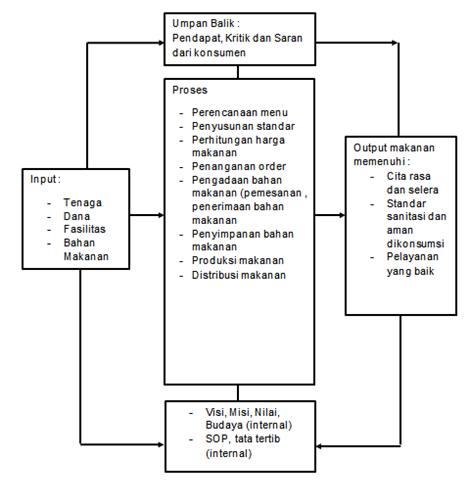 Umpan Balik :
Pendapat, Kritik dan Saran
dari konsumen
Proses
- Perencanaan menu
- Penyusunan standar
- Perhitungan harga
makanan
- Penanganan order
- Pengadaan bahan
makanan (pemesanan ,
penerimaan bahan
makanan
- Penyimpanan bahan
makanan
- Produksi makanan
- Distribusi makanan
Input :
- Tenaga
- Dana
- Fasilitas
- Bahan
Makanan
Output makanan
memenuhi :
- Cita rasa
dan selera
- Standar
sanitasi dan
aman
dikonsumsi
- Pelayanan
yang baik
- Visi, Misi, Nilai,
Budaya (internal)
- SOP, tata tertib
(internal)